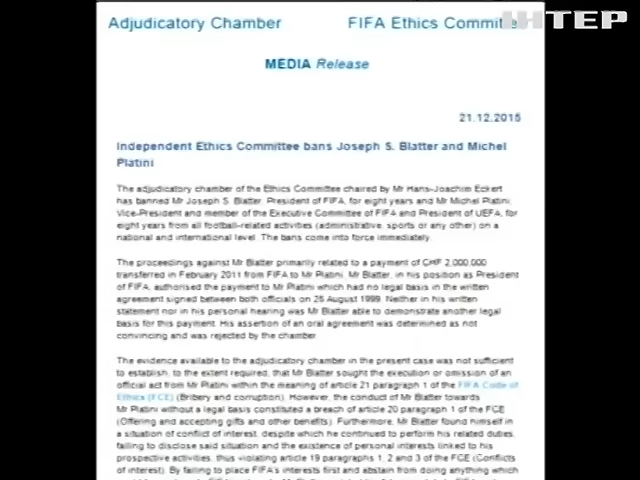 Adjudicatory Chamber FIFA Ethics Committee
ІНТЕР
MEDIA Release
21.12.2015
Independent Ethics Committee bans Joseph S. Blatter and Michel
Platini
The adjudicatory chamber of the Ethics Committee chaired by Mr Hans-Joachim Eckert
has banned Mr Joseph S. Blatter, President of FIFA, for eight years and Mr Michel Platini,
Vice-President and member of the Executive Committee of FIFA and President of UEFA, for
eight years from all football-related activities (administrative, sports or any other) on a
national and international level. The bans come into force immediately.
The proceedings against Mr Blatter primarily related to a payment of CHF 2,000,000
transferred in February 2011 from FIFA to Mr Platini. Mr Blatter, in his position as President
of FIFA, authorised the payment to Mr Platini which had no legal basis in the written
agreement signed between both officials on 25 August 1999. Neither in his written
statement nor in his personal hearing was Mr Blatter able to demonstrate another legal
basis for this payment. His assertion of an oral agreement was determined as not
convincing and was rejected by the chamber.
The evidence available to the adjudicatory chamber in the present case was not sufficient
to establish, to the extent required, that Mr Blatter sought the execution or omission of an
official act from Mr Platini within the meaning of article 21 paragraph 1 of the FIFA Code of
Ethics (FCE) (Bribery and corruption). However, the conduct of Mr Blatter towards
Mr Platini without a legal basis constituted a breach of article 20 paragraph 1 of the FCE
(Offering and accepting gifts and other benefits). Furthermore, Mr Blatter found himself in
a situation of conflict of interest, despite which he continued to perform his related duties,
failing to disclose said situation and the existence of personal interests linked to his
prospective activities, thus violating article 19 paragraphs 1, 2 and 3 of the FCE (Conflicts
of interest). By failing to place FIFA's interests first and abstain from doing anything which